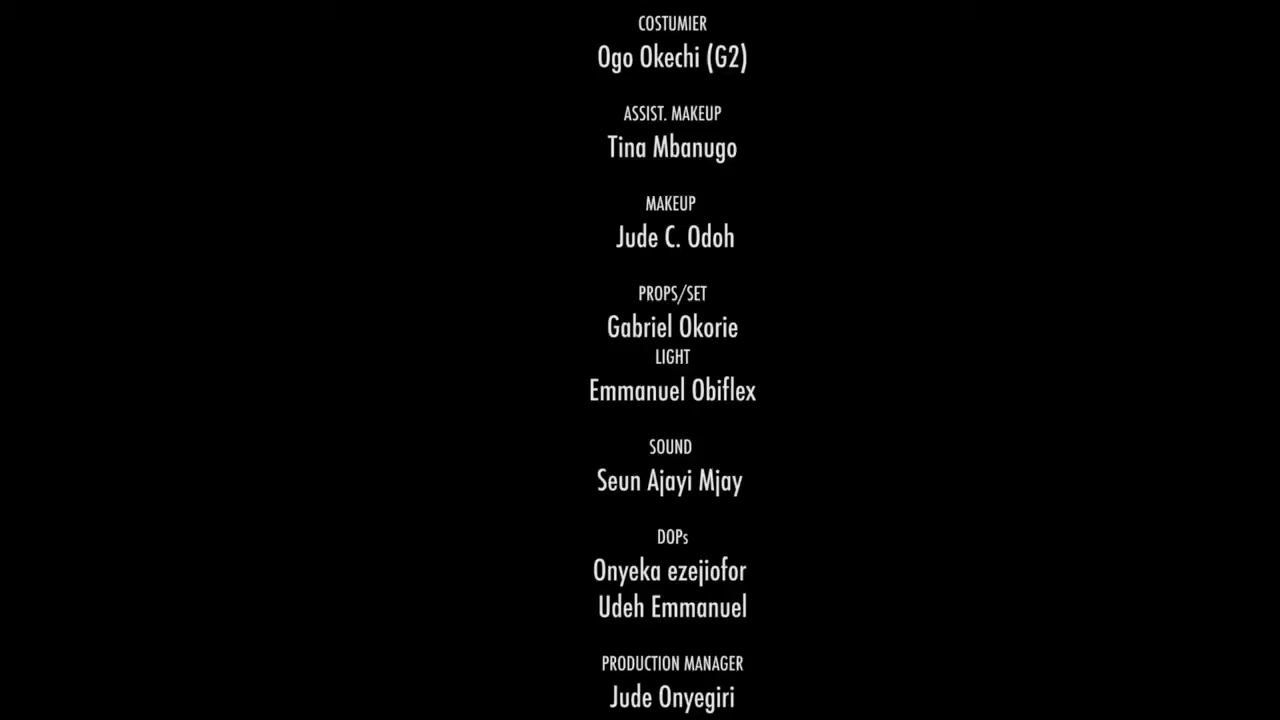 COSTUMIER
Ogo Okechi (G2)
ASSIST. MAKEUP
Tina Mbanugo
MAKEUP
Jude C. Odoh
PROPS/SET
Gabriel Okorie
LIGHT
Emmanuel Obiflex
SOUND
Seun Ajayi Mjay
DOPs
Onyeka ezejiofor
Udeh Emmanuel
PRODUCTION MANAGER
Jude Onyegiri